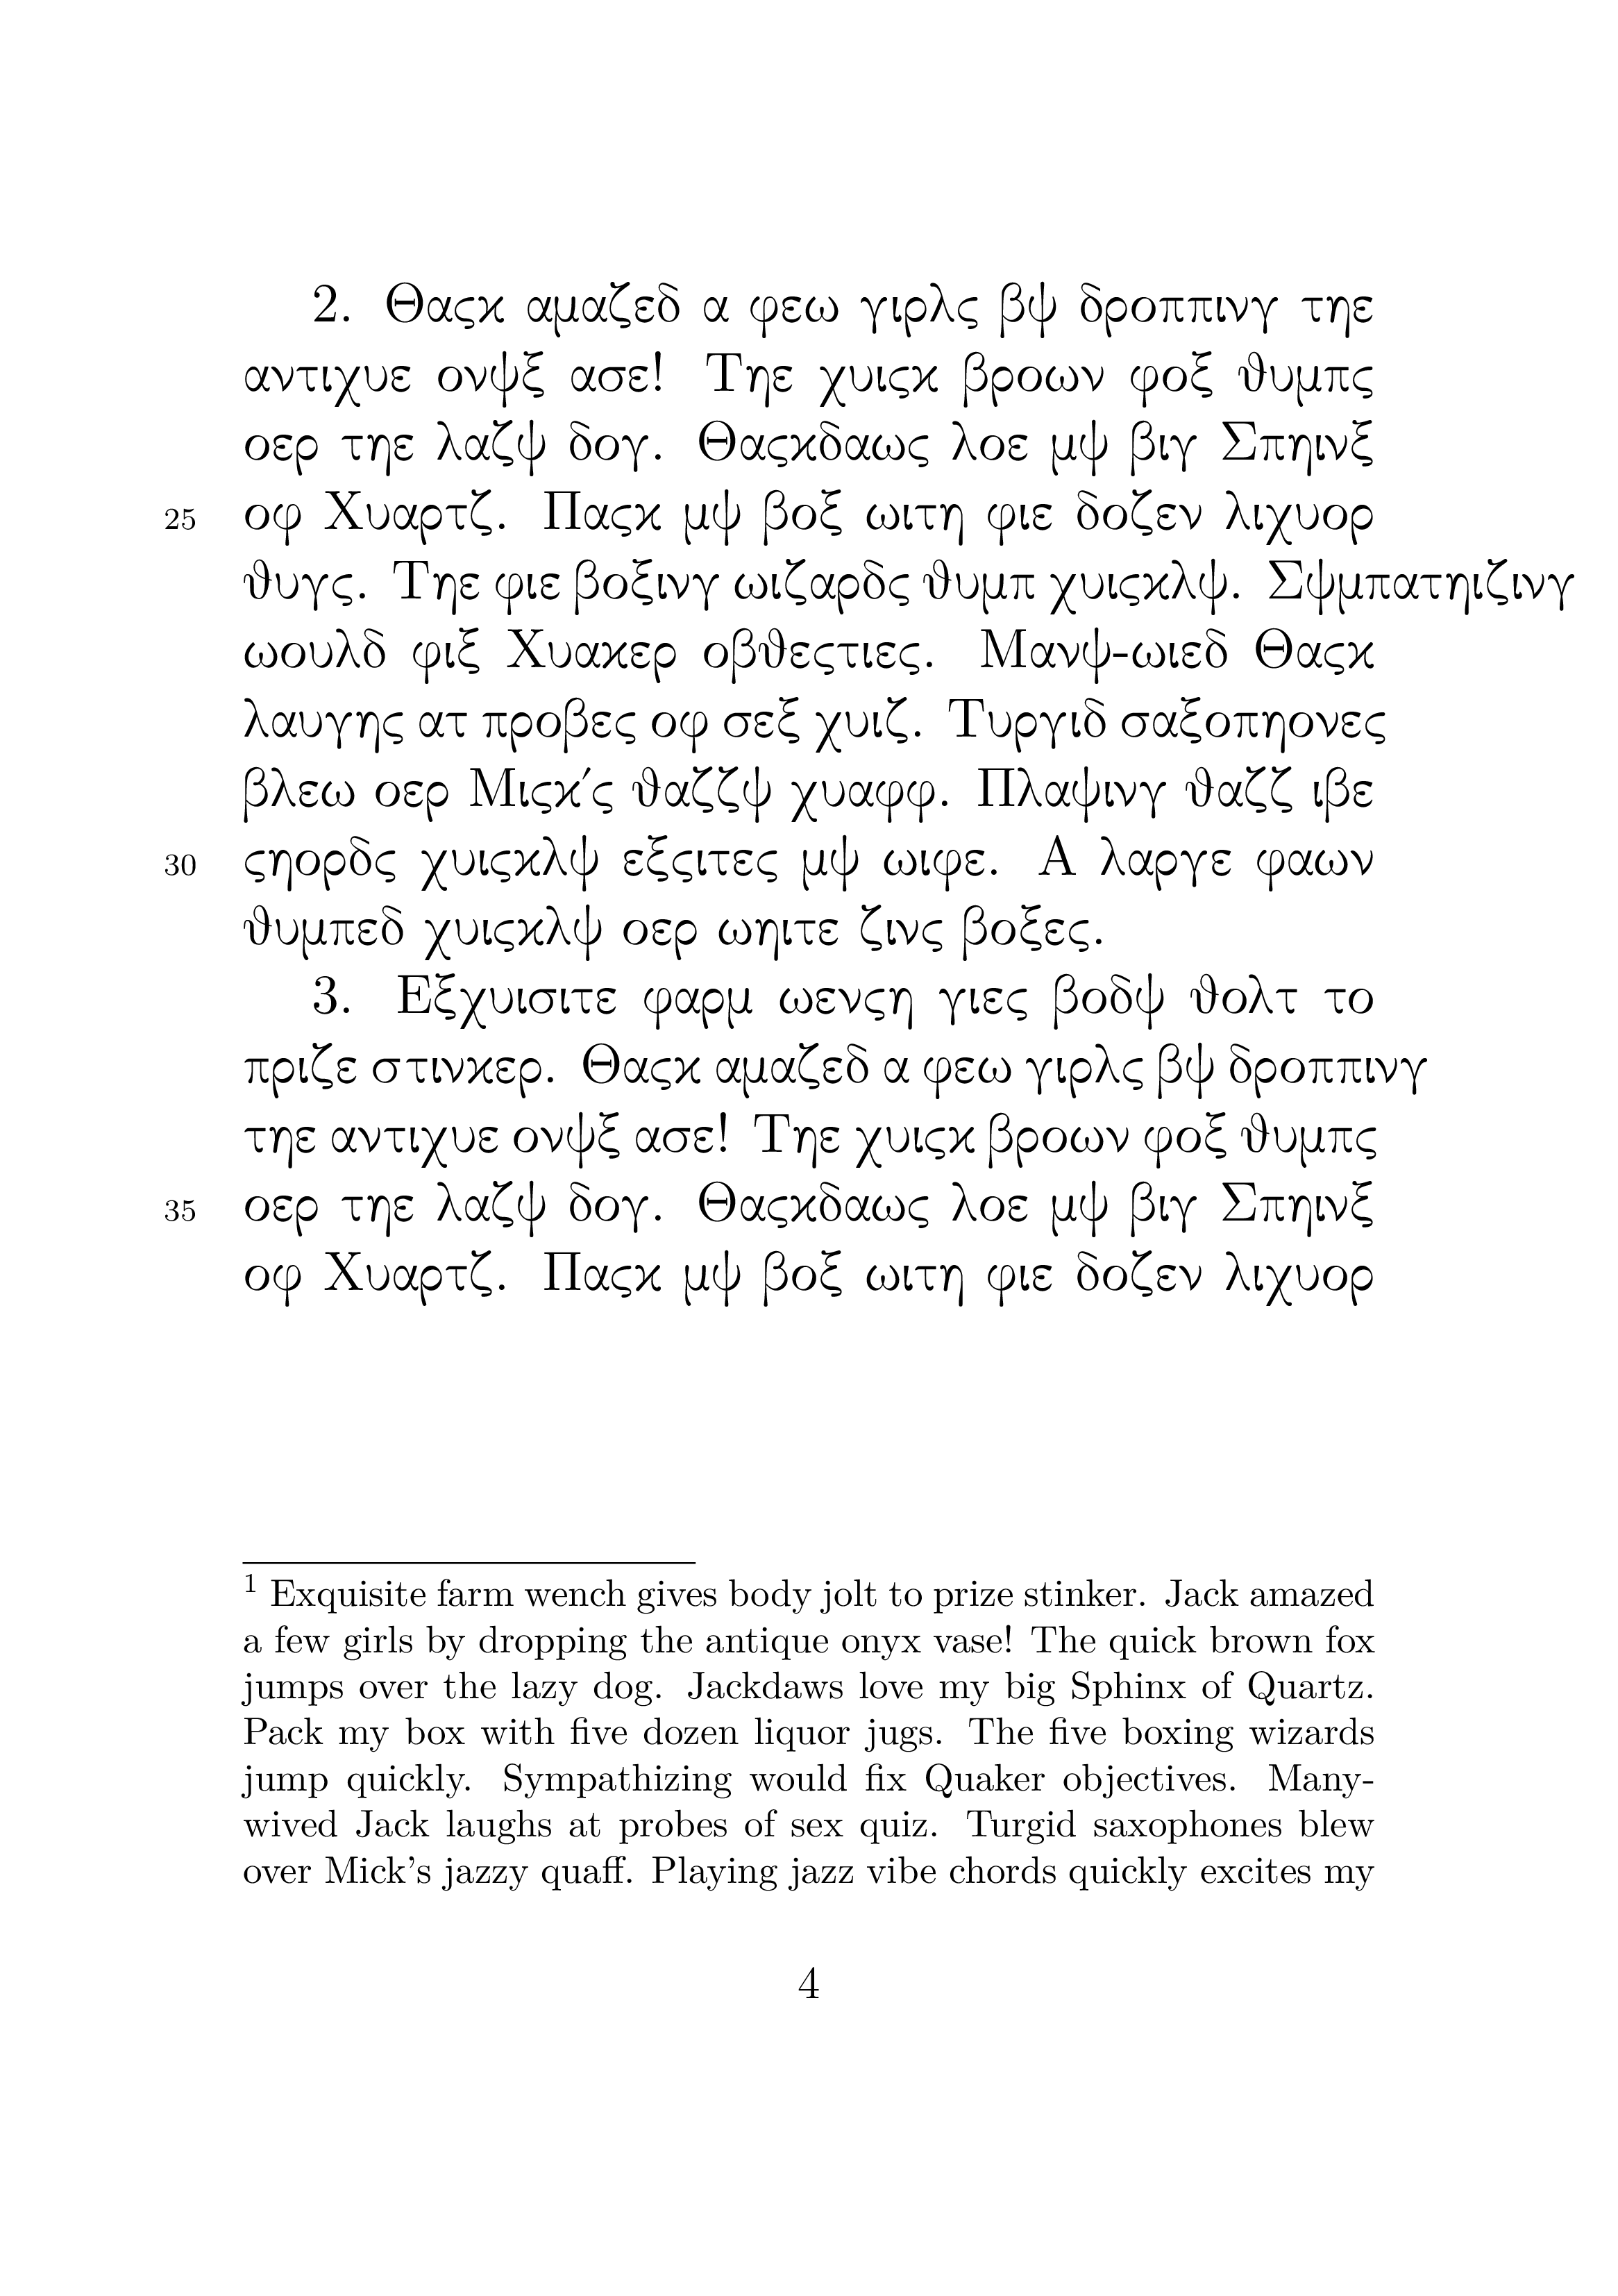 2. Θαςκ αμαζεδ α φεω γιρλς βψ δροππινγ τηε
αντιχυε ονψξ ασε! Τηε χυιςκ βροων φοξ ϑυμπς
οερ τηε λαζψ δογ. Θαςκδαως λοε μψ βιγ Σπηινξ
25 οφ Χυαρτζ. Παςκ μψ βοξ ωιτη φιε δοζεν λιχυορ
ϑυγς. Τηε φιε βοξινγ ωιζαρδς ϑυμπ χυιςκλψ. Σψμπατηιζινγ
ωουλδ φιξ Χυακερ οβϑεςτιες. Μανψ-ωιεδ Θαςκ
λαυγης ατ προβες οφ σεξ χυιζ. Τυργιδ σαξοπηονες
βλεω οερ Μιςκ´ς ϑαζζψ χυαφφ. Πλαψινγ ϑαζζ ιβε
30 ςηορδς χυιςκλψ εξςιτες μψ ωιφε. Α λαργε φαων
ϑυμπεδ χυιςκλψ οερ ωηιτε ζινς βοξες.
3. Εξχυισιτε φαρμ ωενςη γιες βοδψ ϑολτ το
πριζε στινκερ. Θαςκ αμαζεδ α φεω γιρλς βψ δροππινγ
τηε αντιχυε ονψξ ασε! Τηε χυιςκ βροων φοξ ϑυμπς
35 οερ τηε λαζψ δογ. Θαςκδαως λοε μψ βιγ Σπηινξ
οφ Χυαρτζ. Παςκ μψ βοξ ωιτη φιε δοζεν λιχυορ
1 Exquisite farm wench gives body jolt to prize stinker. Jack amazed
a few girls by dropping the antique onyx vase! The quick brown fox
jumps over the lazy dog. Jackdaws love my big Sphinx of Quartz.
Pack my box with five dozen liquor jugs. The five boxing wizards
jump quickly. Sympathizing would fix Quaker objectives. Many-
wived Jack laughs at probes of sex quiz. Turgid saxophones blew
over Mick’s jazzy quaff. Playing jazz vibe chords quickly excites my
4